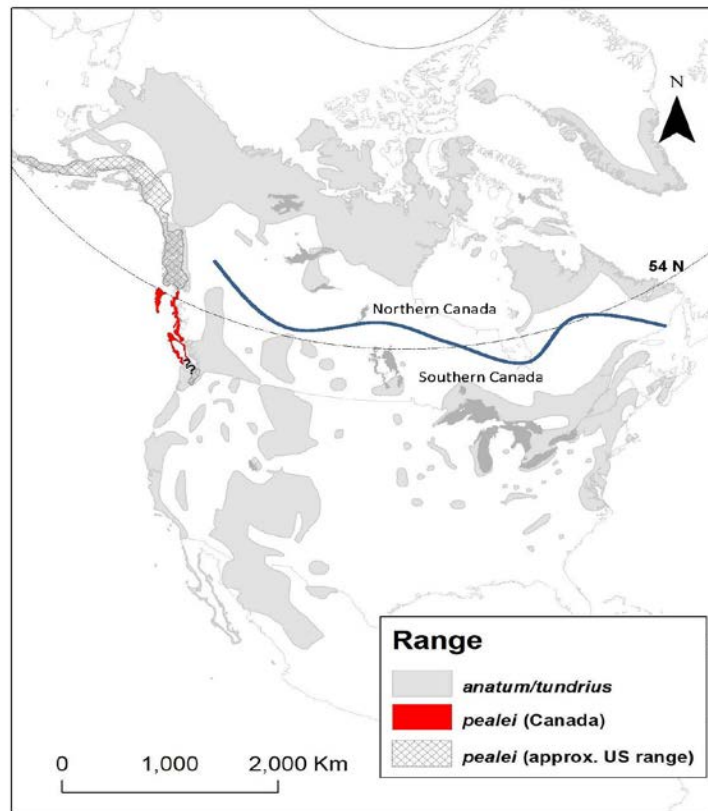 N
54 N
Northern Canada
Southern Canada
Range
anatum/tundrius
pealei (Canada)
pealei (approx. US range)
0 1,000 2,000 Km